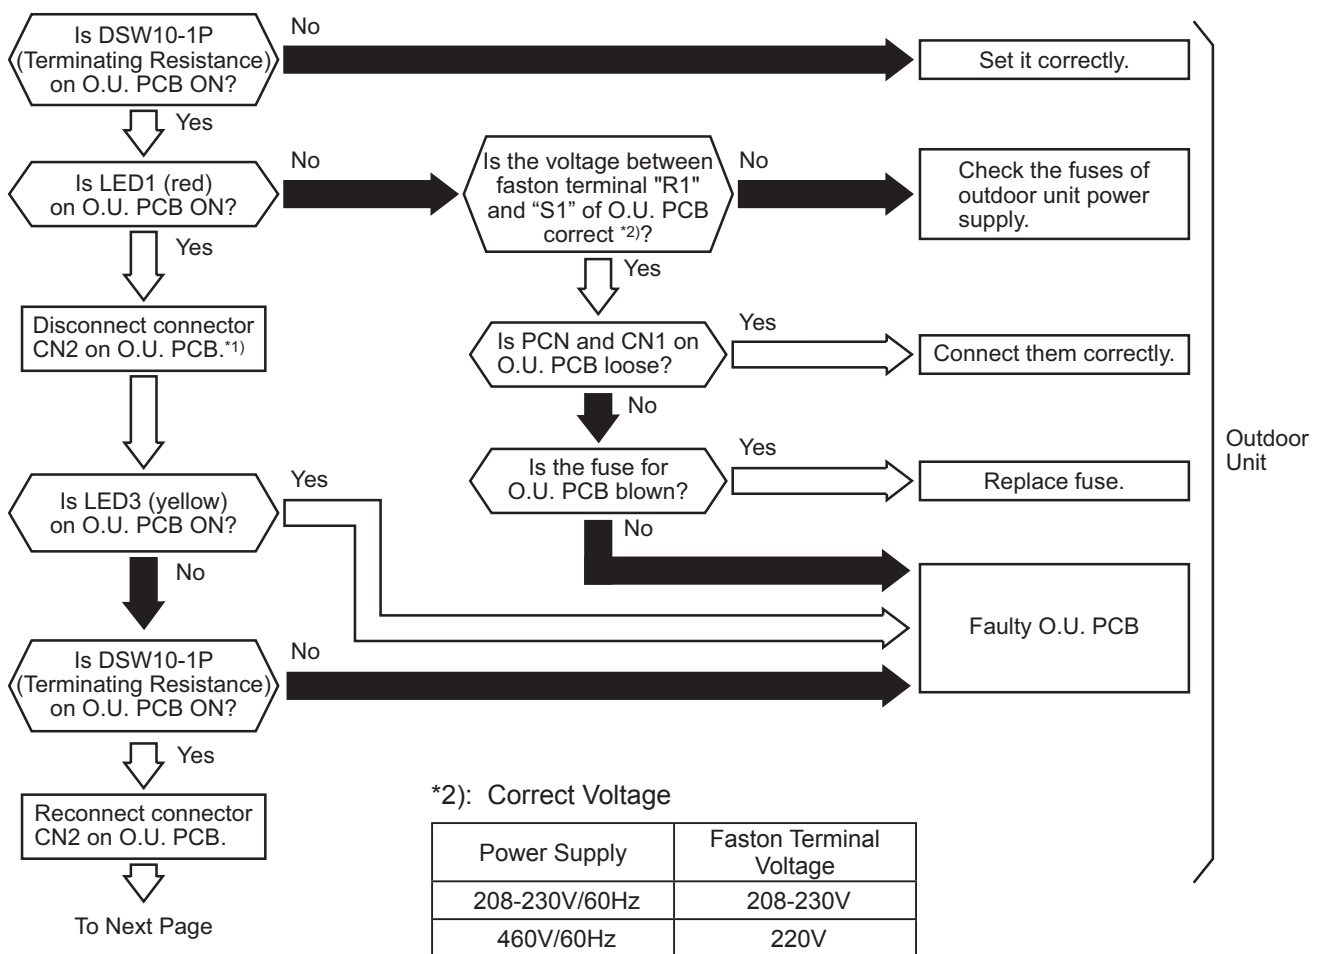 Is DSW10-1P
(Terminating Resistance)
on O.U. PCB ON?
No
Set it correctly.
Yes
Is LED1 (red)
on O.U. PCB ON?
No
Is the voltage between
faston terminal "R1"
and “S1” of O.U. PCB
correct *2)?
No
Check the fuses of
outdoor unit power
supply.
Yes
Yes
Disconnect connector
CN2 on O.U. PCB.*1)
Is PCN and CN1 on
O.U. PCB loose?
Yes
Connect them correctly.
No
Is the fuse for
O.U. PCB blown?
Yes
Replace fuse.
No
Outdoor
Unit
Is LED3 (yellow)
on O.U. PCB ON?
Yes
No
Faulty O.U. PCB
Is DSW10-1P
(Terminating Resistance)
on O.U. PCB ON?
No
Yes
Reconnect connector
CN2 on O.U. PCB.
To Next Page
*2): Correct Voltage
Power Supply
Faston Terminal
Voltage
208-230V/60Hz
208-230V
460V/60Hz
220V